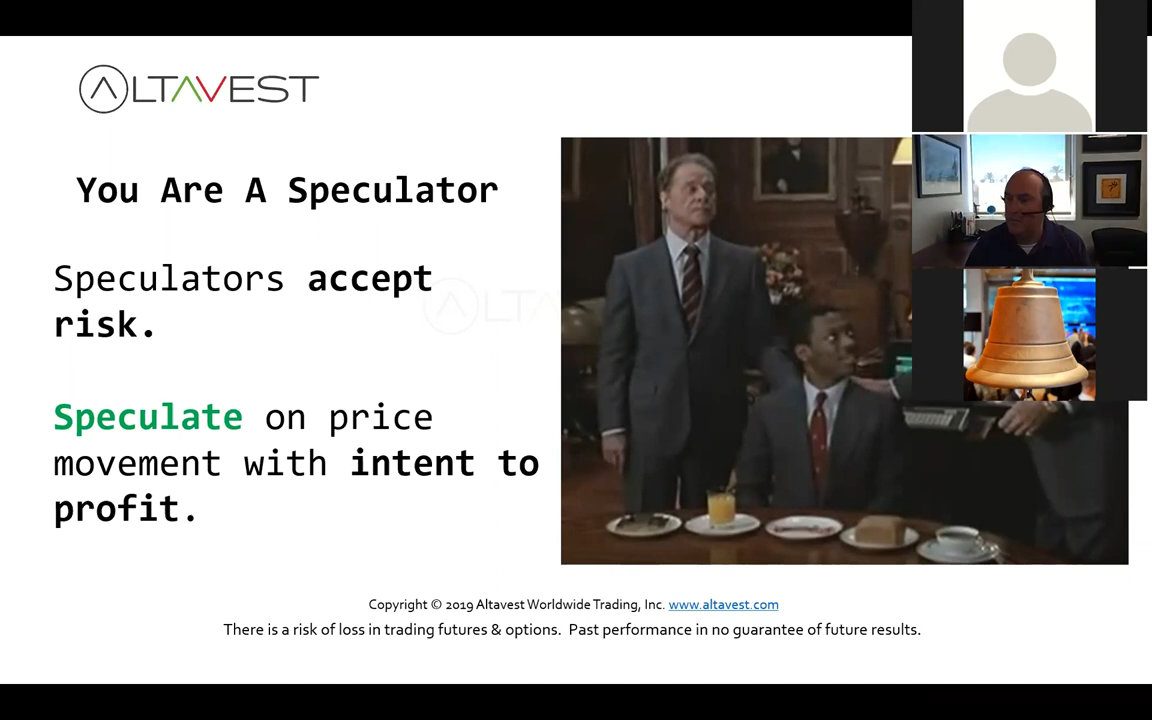 ALTAVEST
You Are A Speculator
Speculators accept
risk.
Speculate on price
movement with intent to
profit.
ALTAV
Copyright © 2019 Altavest Worldwide Trading, Inc. www.altavest.com
There is a risk of loss in trading futures & options. Past performance in no guarantee of future results.